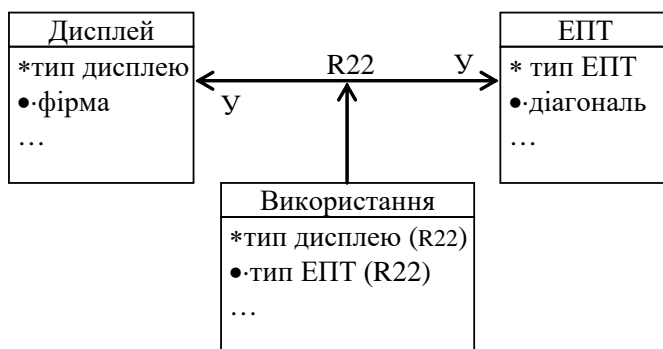 Дисплей
*тип дисплею
●·фірма
…
R22
У
У
ЕПТ
* тип ЕПТ
●·діагональ
…
Використання
*тип дисплею (R22)
●·тип ЕПТ (R22)
…